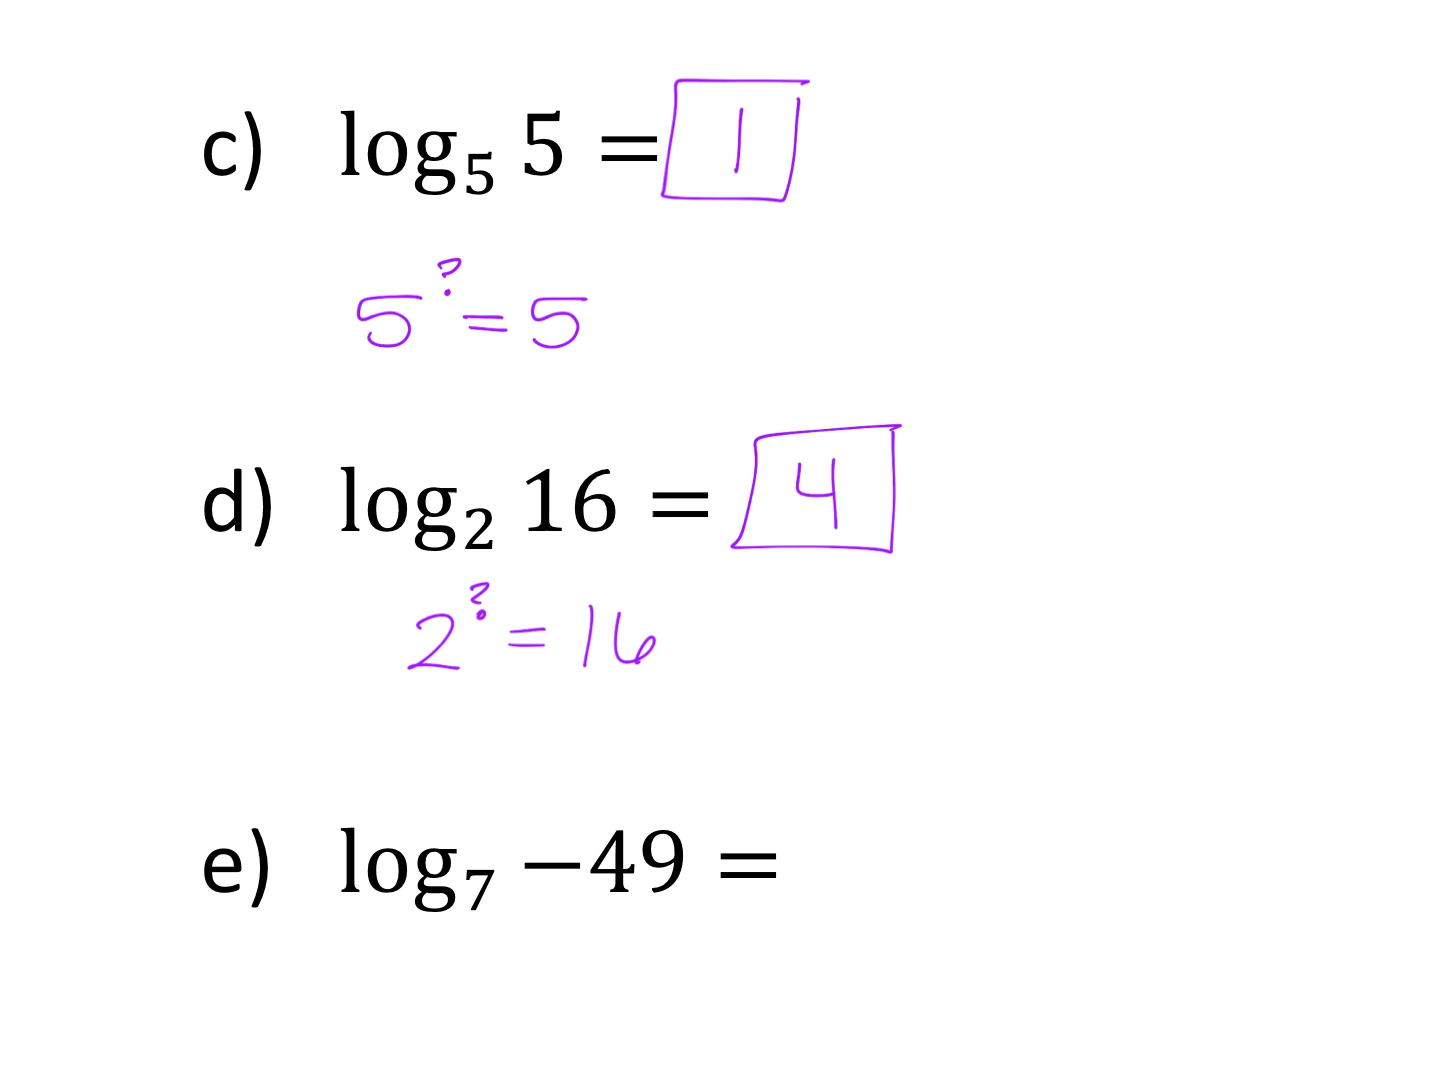 c) log₅ 5 = 1
5^? = 5
d) log₂ 16 = 4
2^? = 16
e) log₇ −49 =